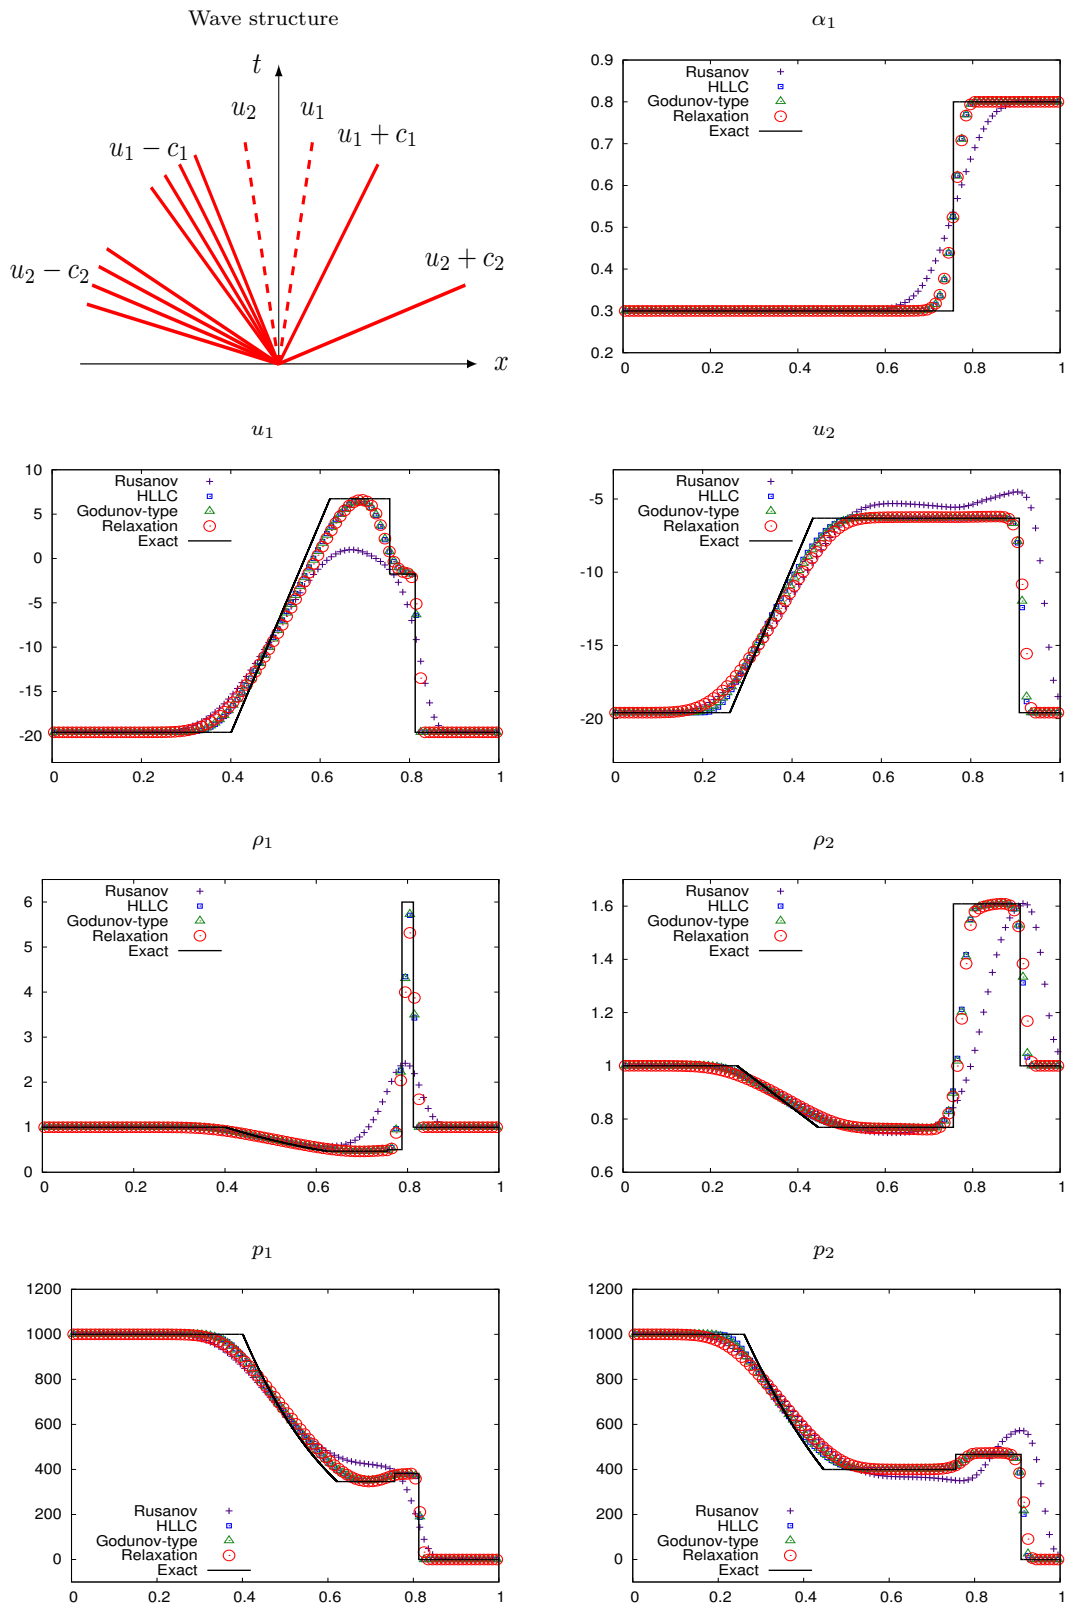 Wave structure
t
u₂
u₁
u₁ − c₁
u₁ + c₁
u₂ − c₂
u₂ + c₂
x
α₁
0.9
0.8
0.7
0.6
0.5
0.4
0.3
0.2
Rusanov
HLLC
Godunov-type
Relaxation
Exact
0 0.2 0.4 0.6 0.8 1
u₁
10
5
0
-5
-10
-15
-20
Rusanov
HLLC
Godunov-type
Relaxation
Exact
0 0.2 0.4 0.6 0.8 1
u₂
-5
-10
-15
-20
Rusanov
HLLC
Godunov-type
Relaxation
Exact
0 0.2 0.4 0.6 0.8 1
ρ₁
6
5
4
3
2
1
0
Rusanov
HLLC
Godunov-type
Relaxation
Exact
0 0.2 0.4 0.6 0.8 1
ρ₂
1.6
1.4
1.2
1
0.8
0.6
Rusanov
HLLC
Godunov-type
Relaxation
Exact
0 0.2 0.4 0.6 0.8 1
p₁
1200
1000
800
600
400
200
0
Rusanov
HLLC
Godunov-type
Relaxation
Exact
0 0.2 0.4 0.6 0.8 1
p₂
1200
1000
800
600
400
200
0
Rusanov
HLLC
Godunov-type
Relaxation
Exact
0 0.2 0.4 0.6 0.8 1